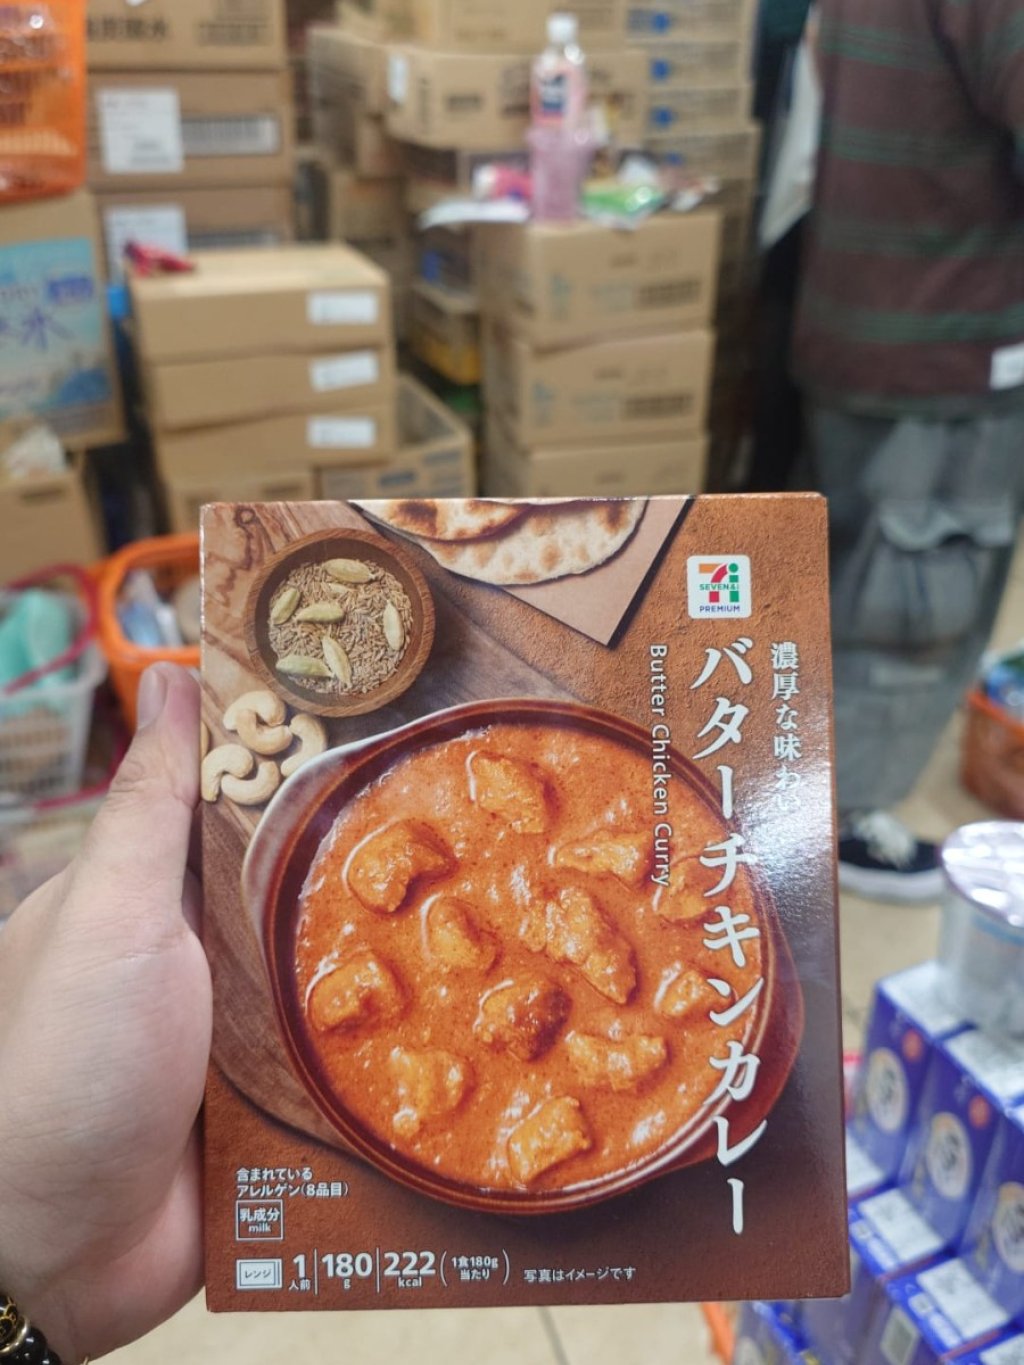 SEVEN&i
PREMIUM
濃厚な味わい
バターチキンカレー
Butter Chicken Curry
含まれている
アレルゲン(8品目)
乳成分
milk
レンジ
1人前
180g
222kcal
(1食180g当たり)
写真はイメージです
水